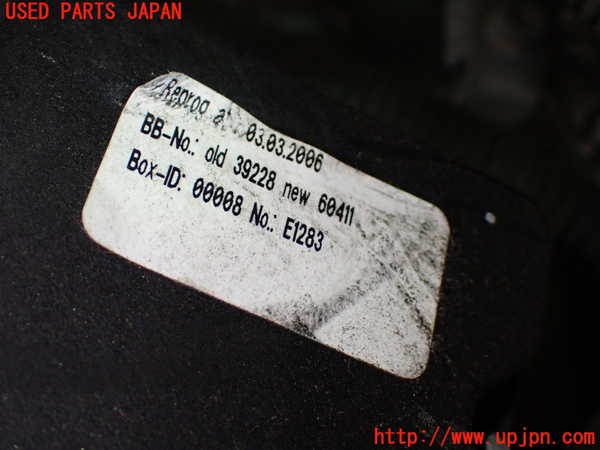 USED PARTS JAPAN
Reprog a 03.03.2006
BB-No.: old 39228 new 60411
Box-ID: 00008 No.: E1283
http://www.upjpn.com